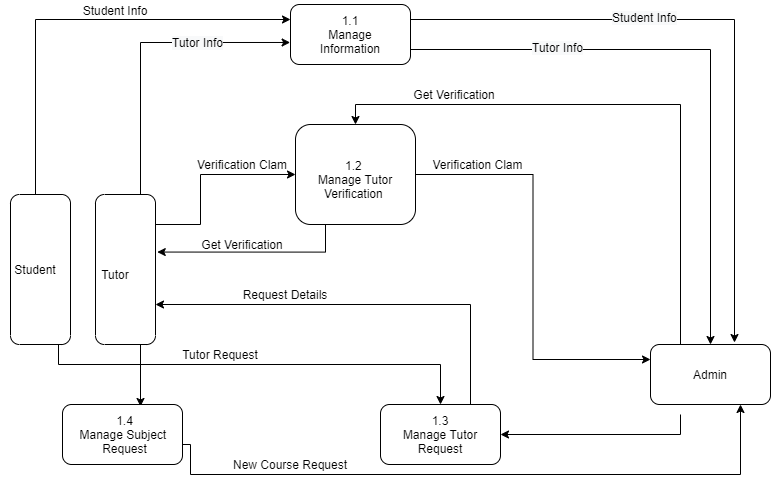 Student Info
1.1
Manage
Information
Student Info
Tutor Info
Tutor Info
Get Verification
1.2
Manage Tutor
Verification
Verification Clam
Verification Clam
Get Verification
Student
Tutor
Request Details
Tutor Request
Admin
1.4
Manage Subject
Request
1.3
Manage Tutor
Request
New Course Request